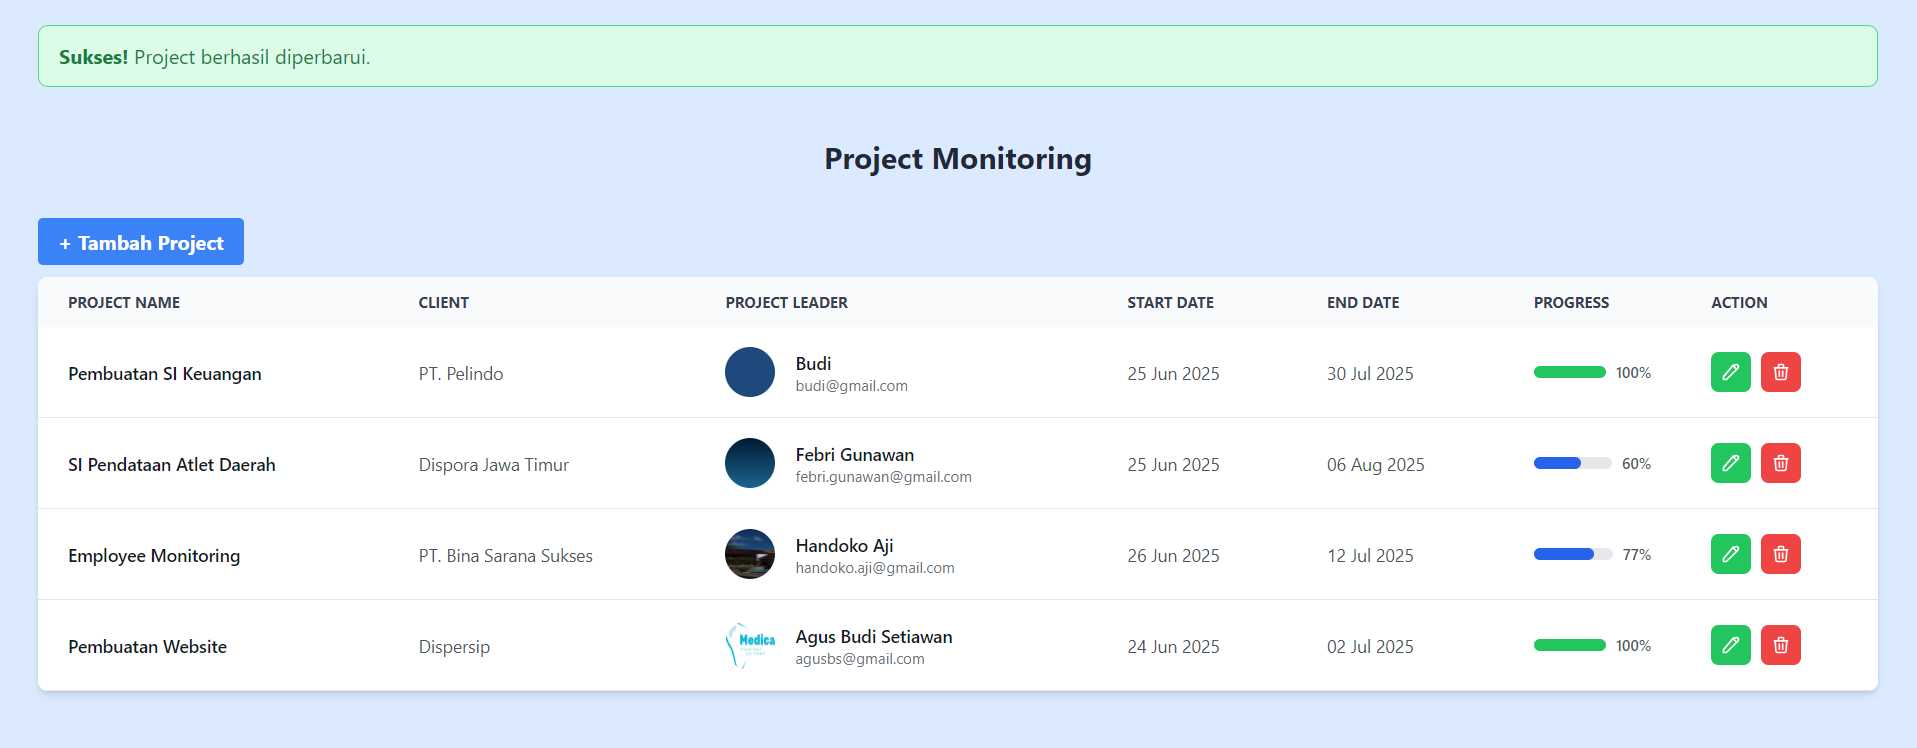 Sukses! Project berhasil diperbarui.
Project Monitoring
+ Tambah Project
PROJECT NAME CLIENT PROJECT LEADER START DATE END DATE PROGRESS ACTION
Pembuatan SI Keuangan PT. Pelindo Budi 25 Jun 2025 30 Jul 2025 100%
budi@gmail.com
SI Pendataan Atlet Daerah Dispora Jawa Timur Febri Gunawan 25 Jun 2025 06 Aug 2025 60%
febri.gunawan@gmail.com
Employee Monitoring PT. Bina Sarana Sukses Handoko Aji 26 Jun 2025 12 Jul 2025 77%
handoko.aji@gmail.com
Pembuatan Website Dispersip Medica Agus Budi Setiawan 24 Jun 2025 02 Jul 2025 100%
agusbs@gmail.com